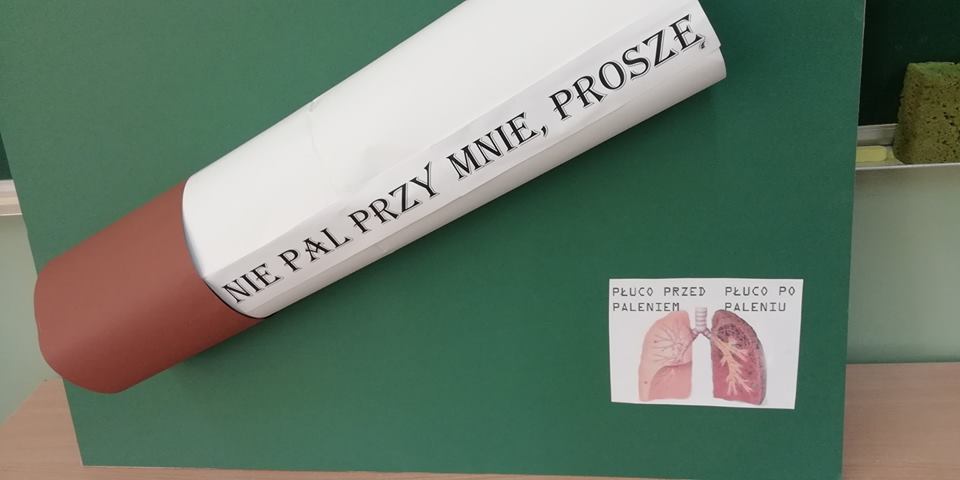 NIE PAL PRZY MNIE, PROSZĘ
PŁUCO PRZED PALENIEM
PŁUCO PO PALENIU